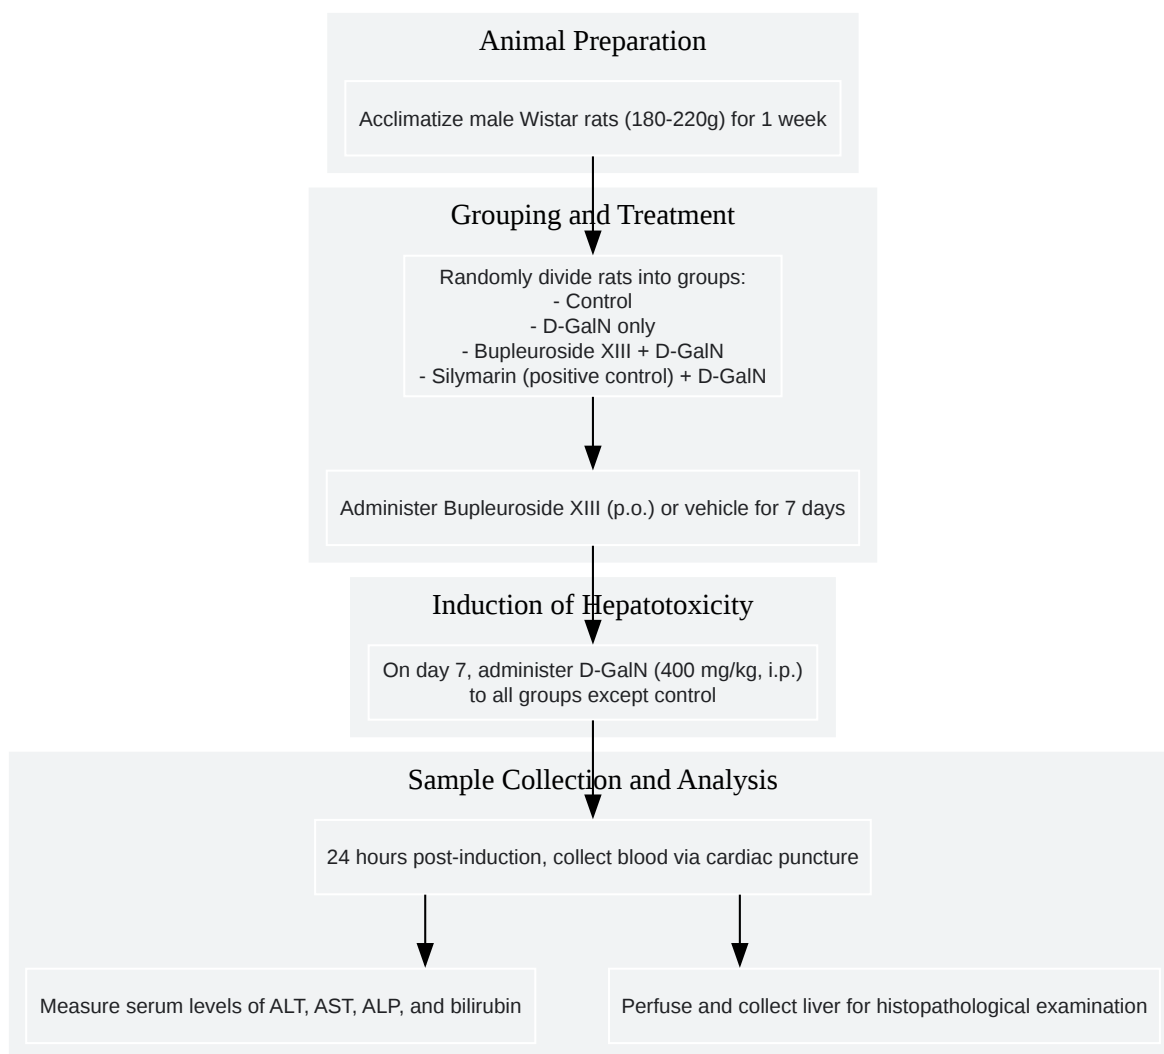 Animal Preparation
Acclimatize male Wistar rats (180-220g) for 1 week
Grouping and Treatment
Randomly divide rats into groups:
- Control
- D-GalN only
- Bupleuroside XIII + D-GalN
- Silymarin (positive control) + D-GalN
Administer Bupleuroside XIII (p.o.) or vehicle for 7 days
Induction of Hepatotoxicity
On day 7, administer D-GalN (400 mg/kg, i.p.)
to all groups except control
Sample Collection and Analysis
24 hours post-induction, collect blood via cardiac puncture
Measure serum levels of ALT, AST, ALP, and bilirubin
Perfuse and collect liver for histopathological examination